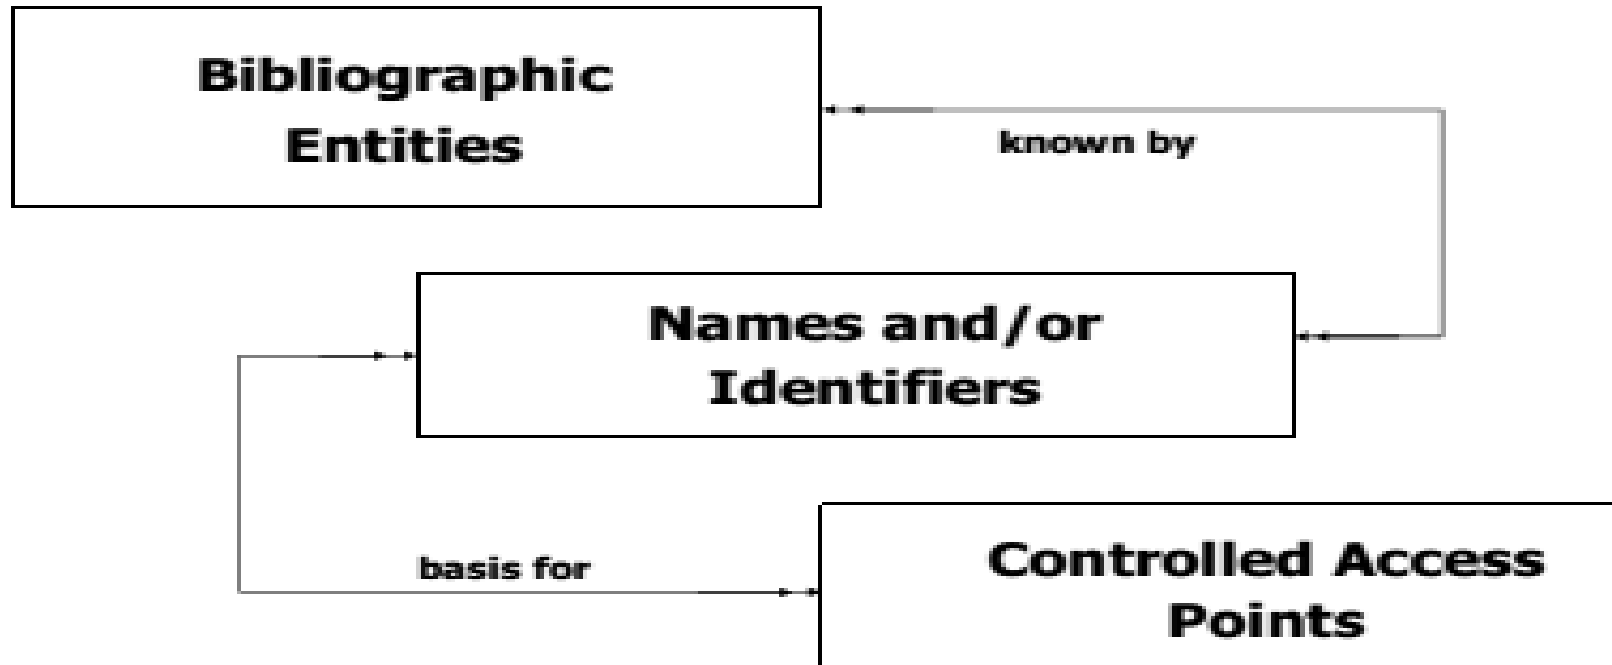 Bibliographic
Entities
known by
Names and/or
Identifiers
basis for
Controlled Access
Points